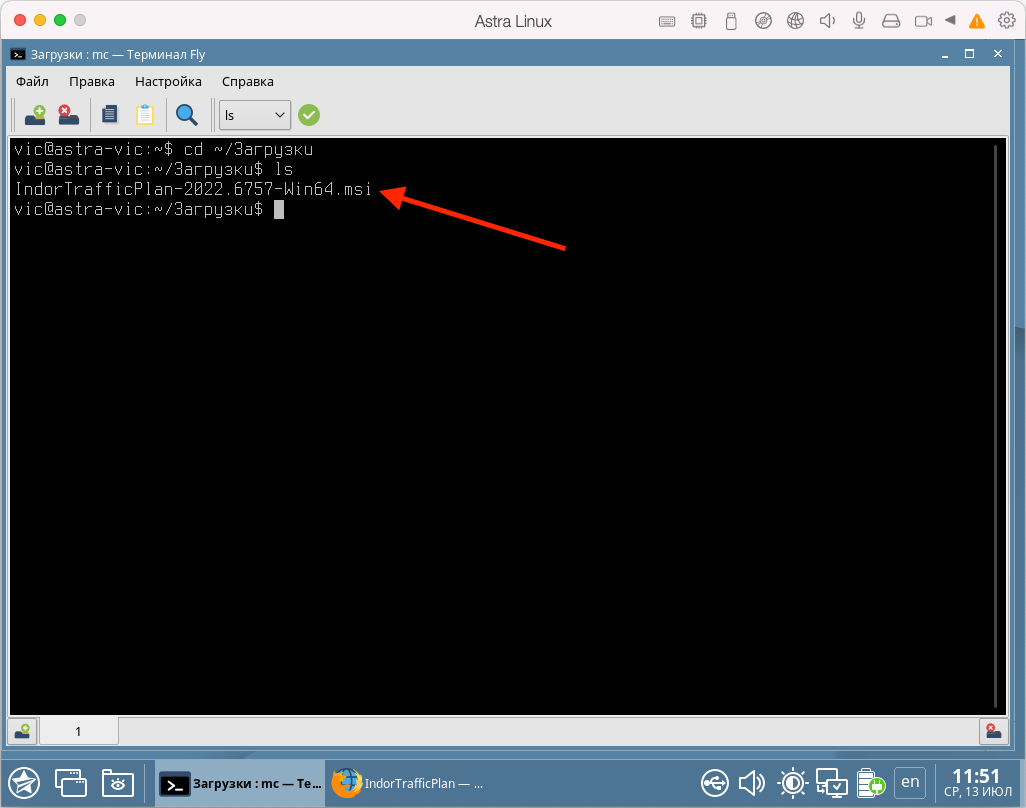 Astra Linux
Загрузки : mc — Терминал Fly
Файл Правка Настройка Справка
ls
vic@astra-vic:~$ cd ~/Загрузки
vic@astra-vic:~/Загрузки$ ls
IndorTrafficPlan-2022.6757-Win64.msi
vic@astra-vic:~/Загрузки$
1
Загрузки : mc — Те...
IndorTrafficPlan — ...
en
11:51
СР, 13 ИЮЛ